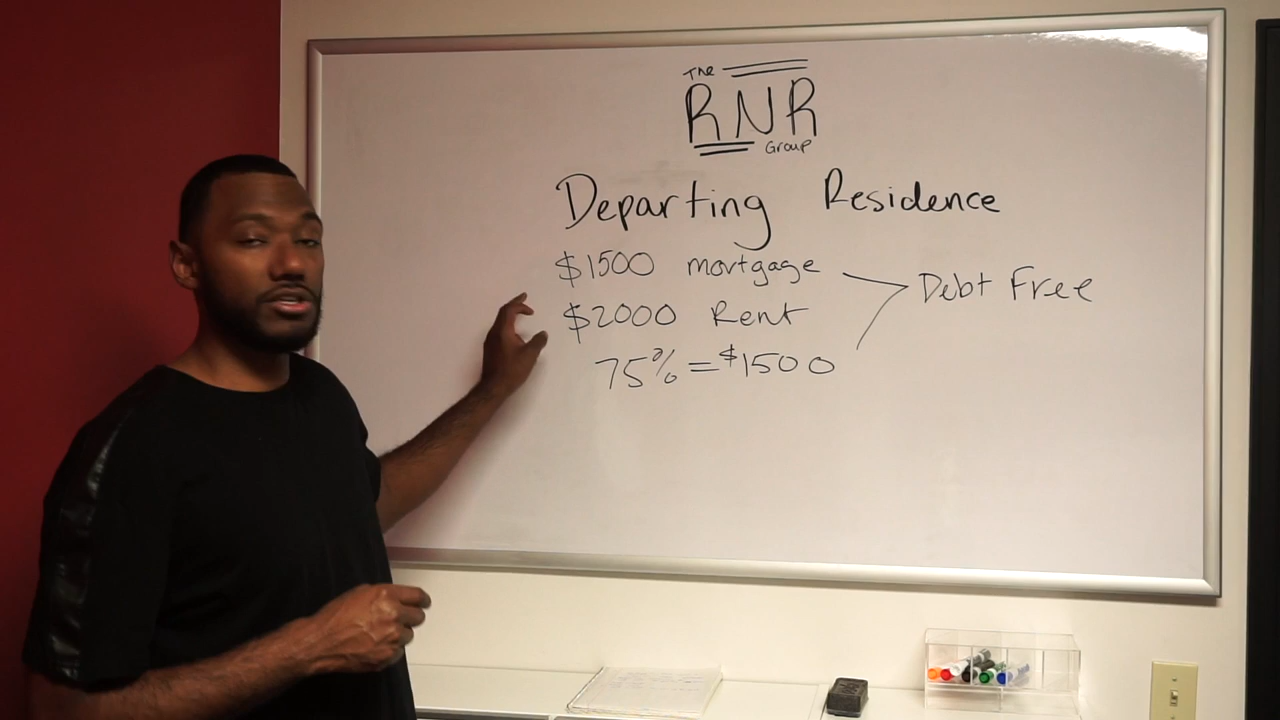 The
RNR
Group
Departing Residence
$1500 mortgage
$2000 Rent
75% = $1500
Debt Free